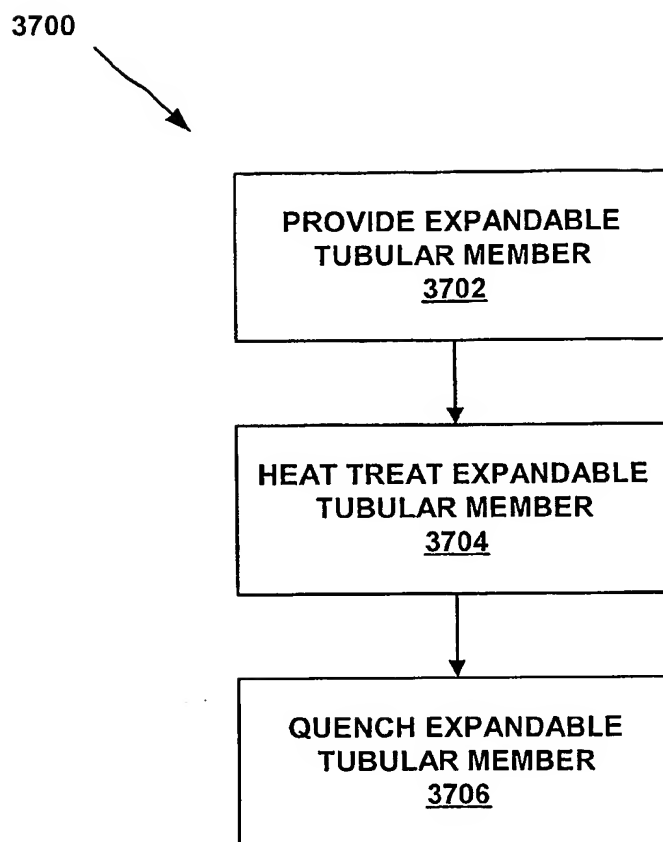 3700
PROVIDE EXPANDABLE
TUBULAR MEMBER
3702
HEAT TREAT EXPANDABLE
TUBULAR MEMBER
3704
QUENCH EXPANDABLE
TUBULAR MEMBER
3706